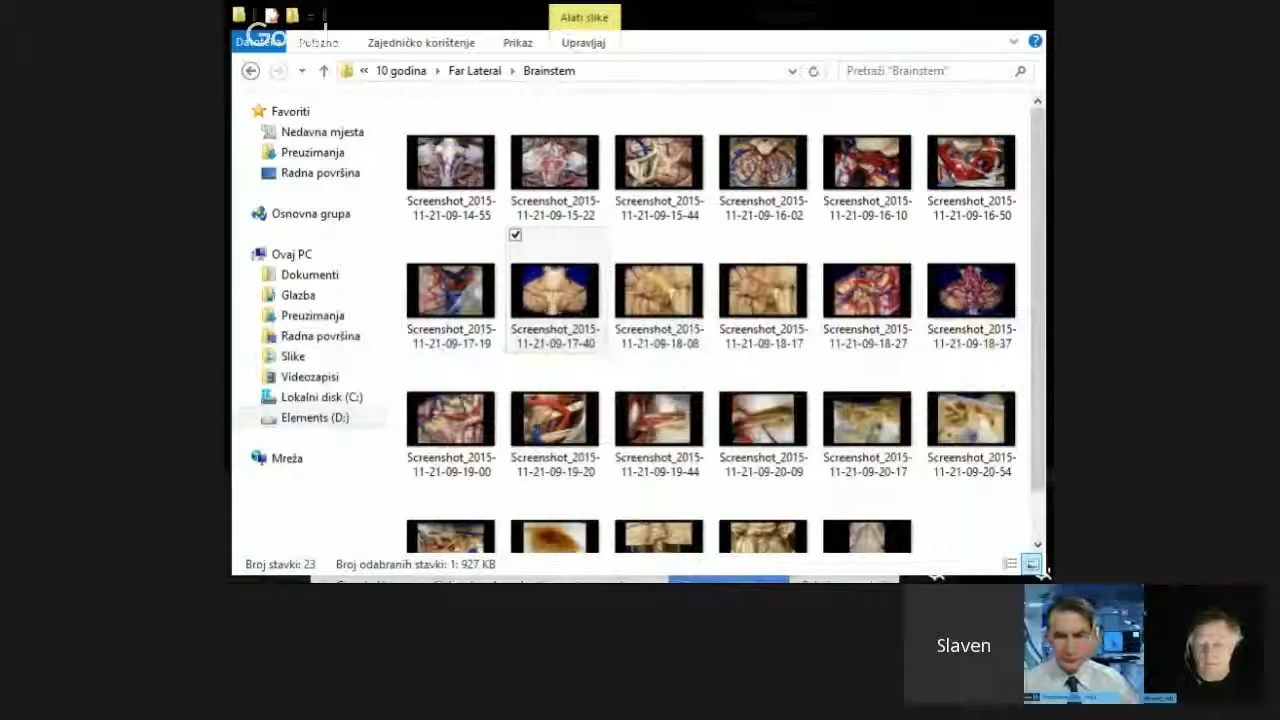 Alati slike
Datoteka Polazno Zajedničko korištenje Prikaz Upravljaj
« 10 godina › Far Lateral › Brainstem
Pretraži "Brainstem"
Favoriti
Nedavna mjesta
Preuzimanja
Radna površina
Osnovna grupa
Ovaj PC
Dokumenti
Glazba
Preuzimanja
Radna površina
Slike
Videozapisi
Lokalni disk (C:)
Elements (D:)
Mreža
Screenshot_2015- Screenshot_2015- Screenshot_2015- Screenshot_2015- Screenshot_2015- Screenshot_2015-
11-21-09-14-55 11-21-09-15-22 11-21-09-15-44 11-21-09-16-02 11-21-09-16-10 11-21-09-16-50
Screenshot_2015- Screenshot_2015- Screenshot_2015- Screenshot_2015- Screenshot_2015- Screenshot_2015-
11-21-09-17-19 11-21-09-17-40 11-21-09-18-08 11-21-09-18-17 11-21-09-18-27 11-21-09-18-37
Screenshot_2015- Screenshot_2015- Screenshot_2015- Screenshot_2015- Screenshot_2015- Screenshot_2015-
11-21-09-19-00 11-21-09-19-20 11-21-09-19-44 11-21-09-20-09 11-21-09-20-17 11-21-09-20-54
Broj stavki: 23 Broj odabranih stavki: 1: 927 KB
Slaven